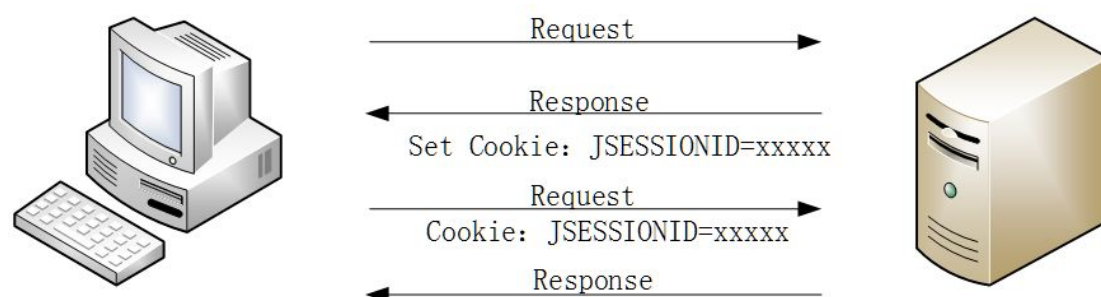 Request
Response
Set Cookie: JSESSIONID=xxxxx
Request
Cookie: JSESSIONID=xxxxx
Response